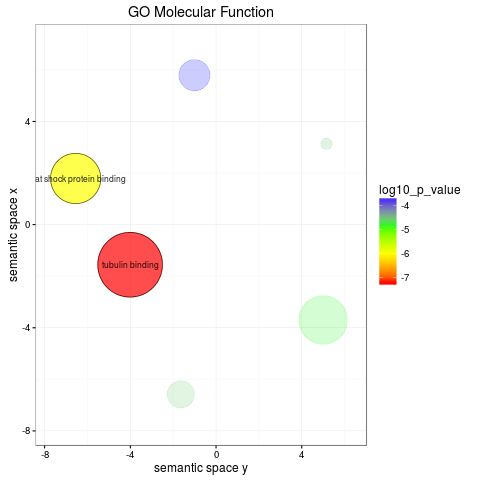 GO Molecular Function
semantic space x
4
0
-4
-8
at shock protein binding
tubulin binding
-8
-4
0
4
semantic space y
log10_p_value
-4
-5
-6
-7